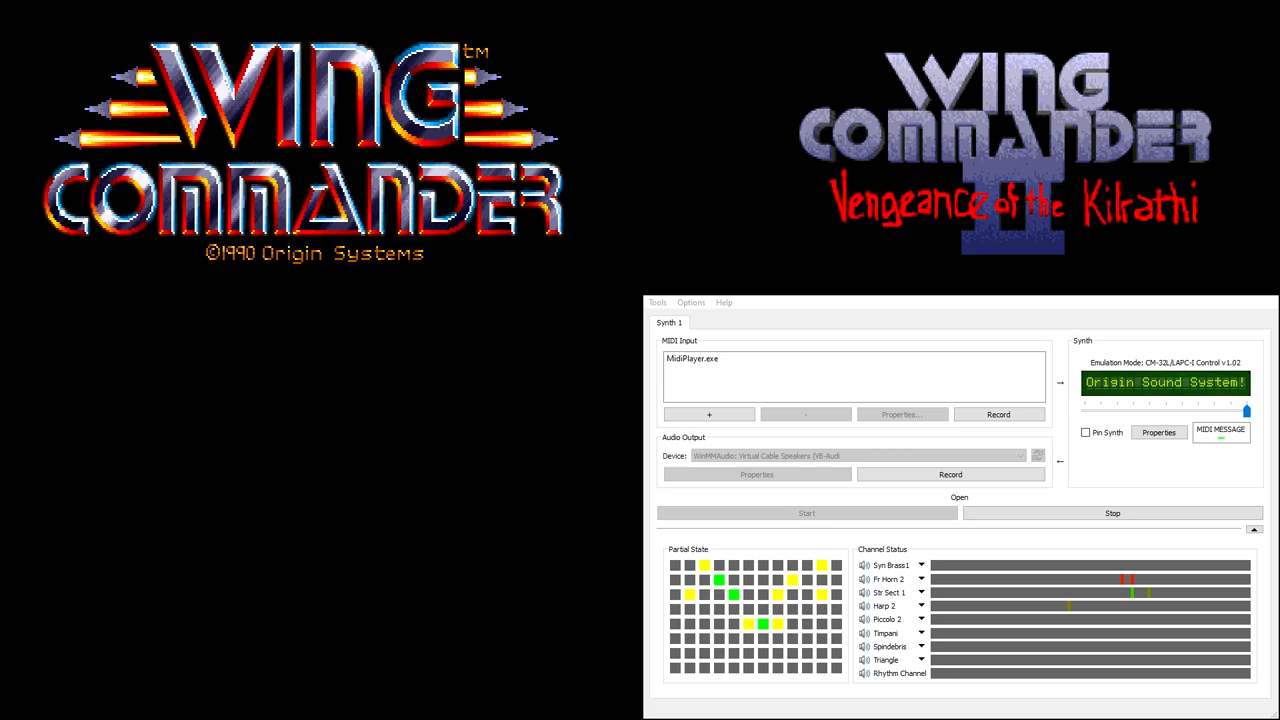 WING
TM
COMMANDER
©1990 Origin Systems
WING
COMMANDER
II
Vengeance of the Kilrathi
Tools Options Help
Synth 1
MIDI Input
MidiPlayer.exe
+ - Properties... Record
Audio Output
Device: WinMMAudio: Virtual Cable Speakers (VB-Audi
Properties Record
Synth
Emulation Mode: CM-32L/LAPC-I Control v1.02
Origin Sound System!
Pin Synth Properties MIDI MESSAGE
Open
Start Stop
Partial State
Channel Status
Syn Brass1
Fr Horn 2
Str Sect 1
Harp 2
Piccolo 2
Timpani
Spindebris
Triangle
Rhythm Channel